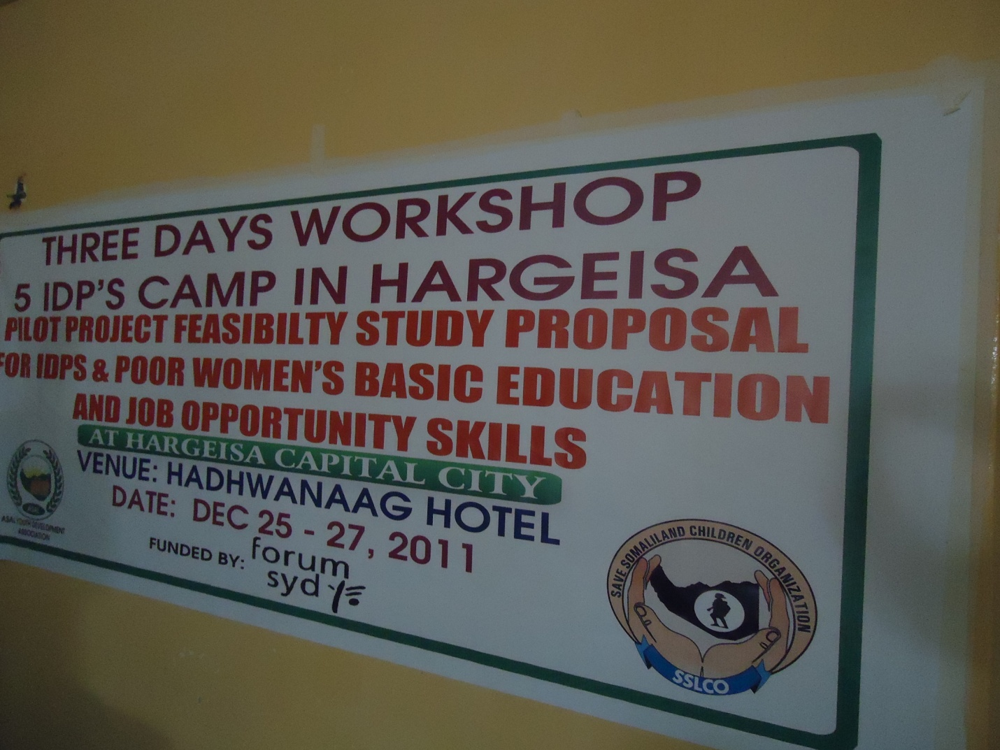 THREE DAYS WORKSHOP
5 IDP'S CAMP IN HARGEISA
PILOT PROJECT FEASIBILTY STUDY PROPOSAL
FOR IDPS & POOR WOMEN'S BASIC EDUCATION
AND JOB OPPORTUNITY SKILLS
AT HARGEISA CAPITAL CITY
VENUE: HADHWANAAG HOTEL
DATE: DEC 25 - 27, 2011
FUNDED BY: forum
syd
ASAL YOUTH DEVELOPMENT
ASSOCIATION
SAVE SOMALILAND CHILDREN ORGANIZATION
SSLCO